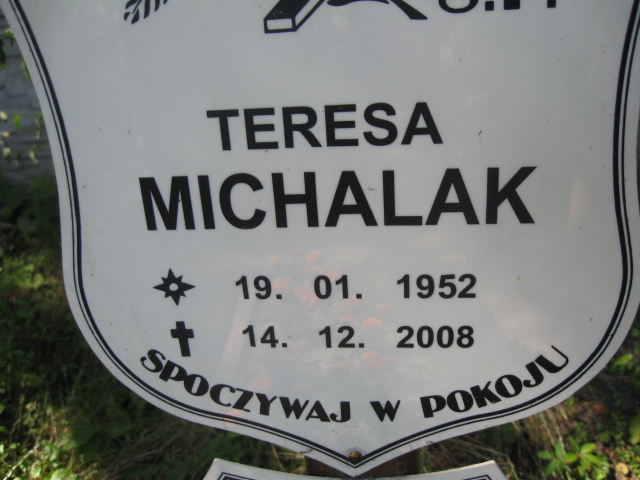 TERESA
MICHALAK
19. 01. 1952
14. 12. 2008
SPOCZYWAJ W POKOJU